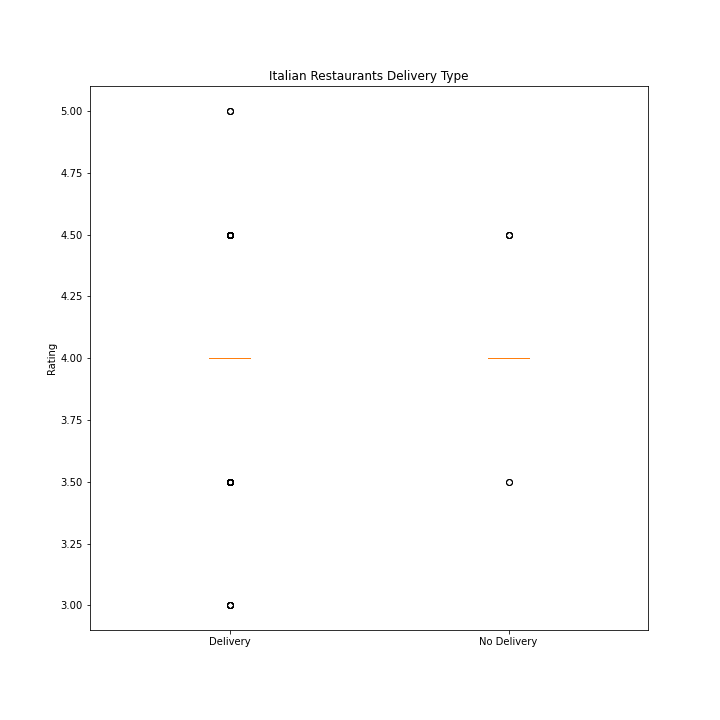 Italian Restaurants Delivery Type
5.00
4.75
4.50
4.25
4.00
3.75
3.50
3.25
3.00
Rating
Delivery
No Delivery